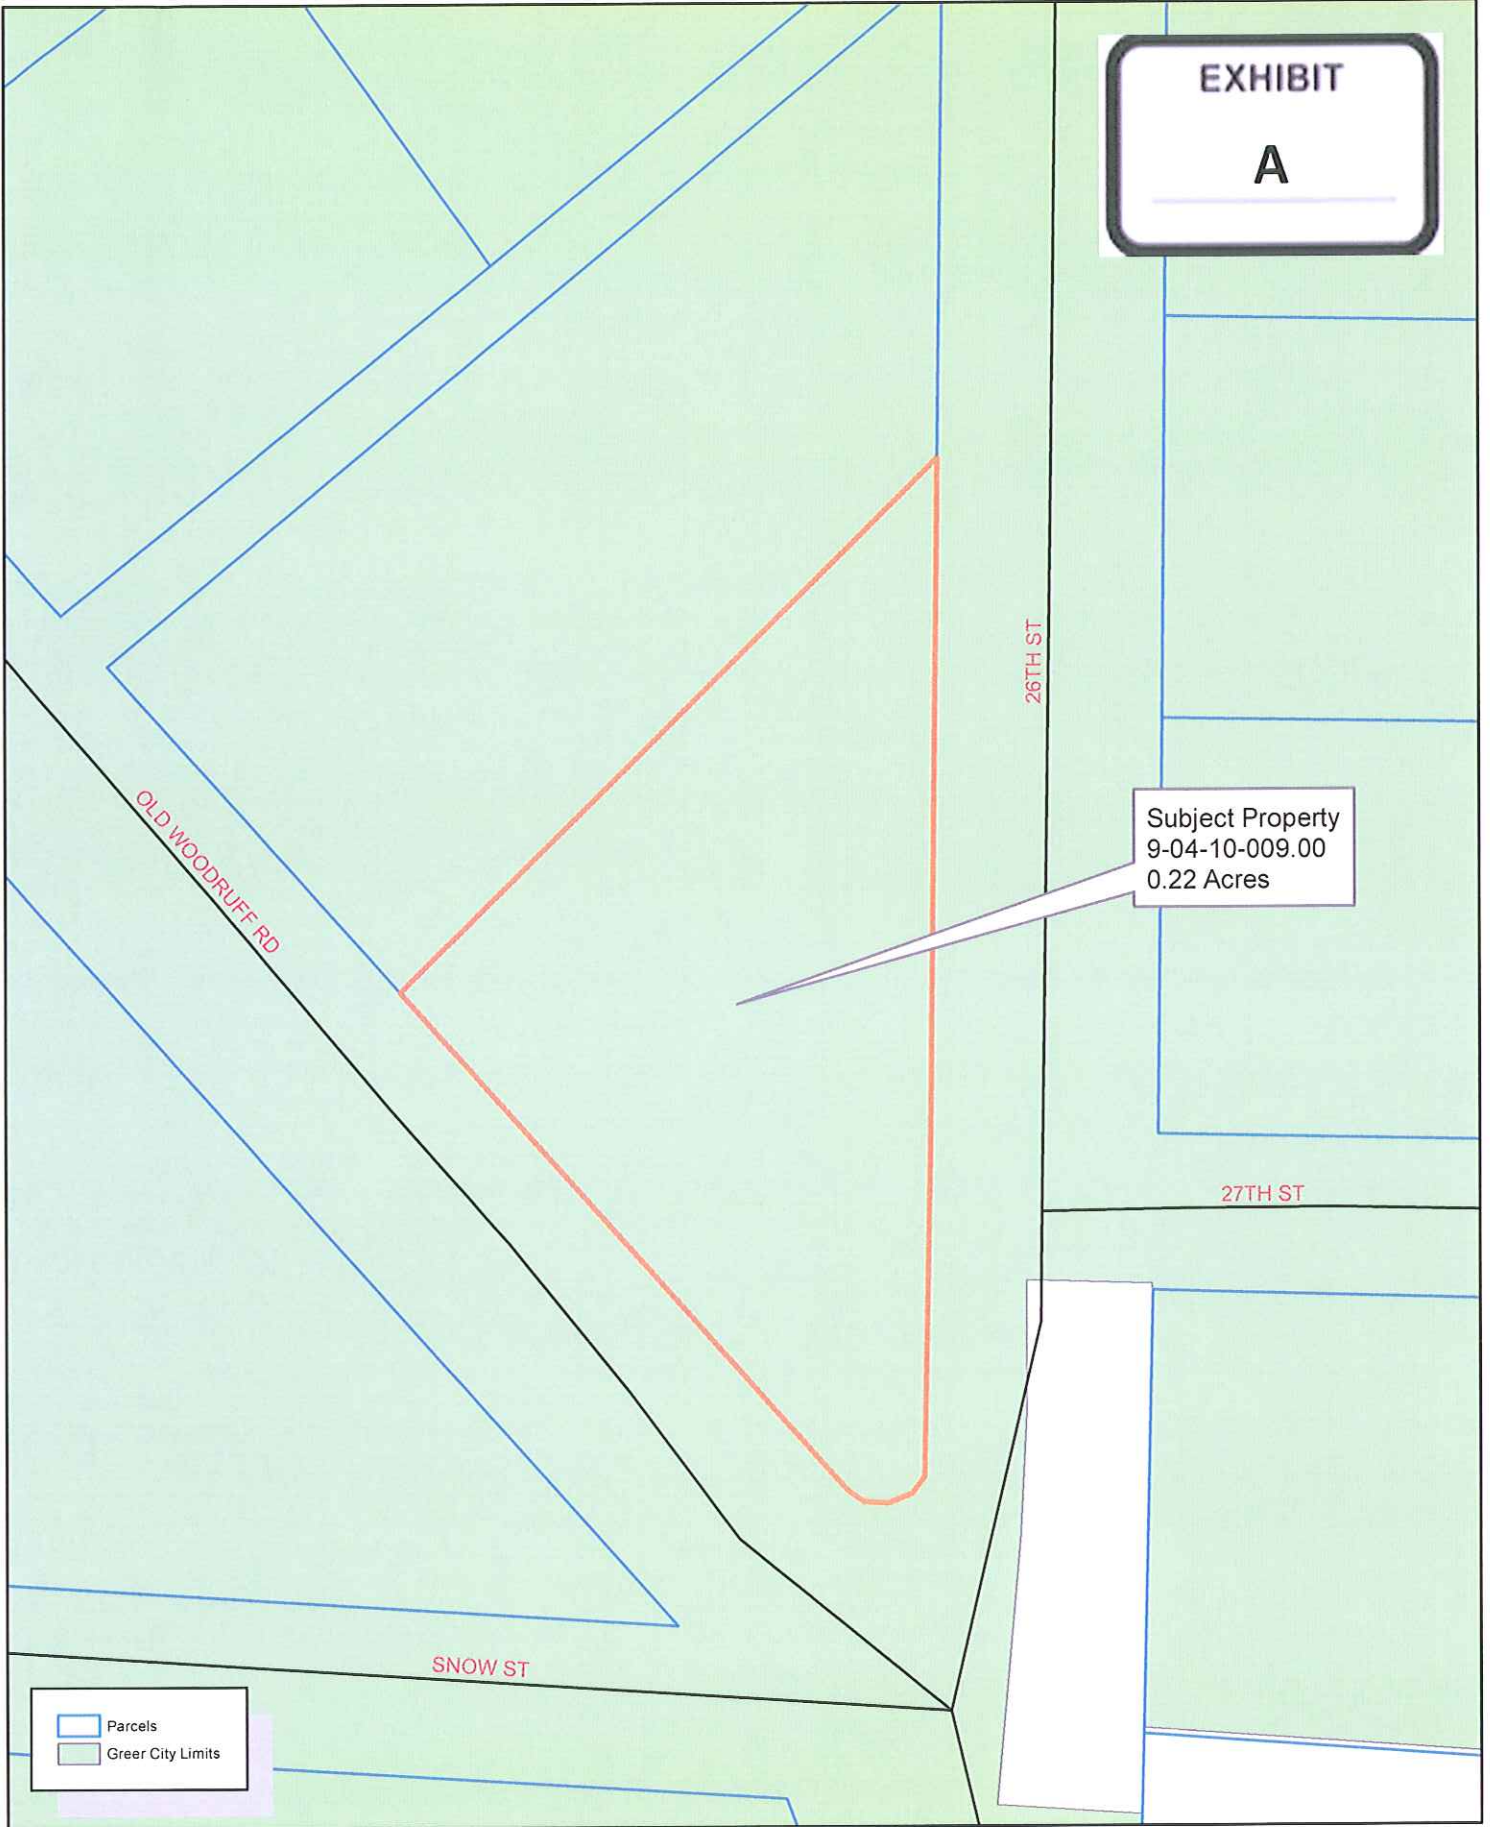 EXHIBIT
A
26TH ST
OLD WOODRUFF RD
Subject Property
9-04-10-009.00
0.22 Acres
27TH ST
SNOW ST
Parcels
Greer City Limits